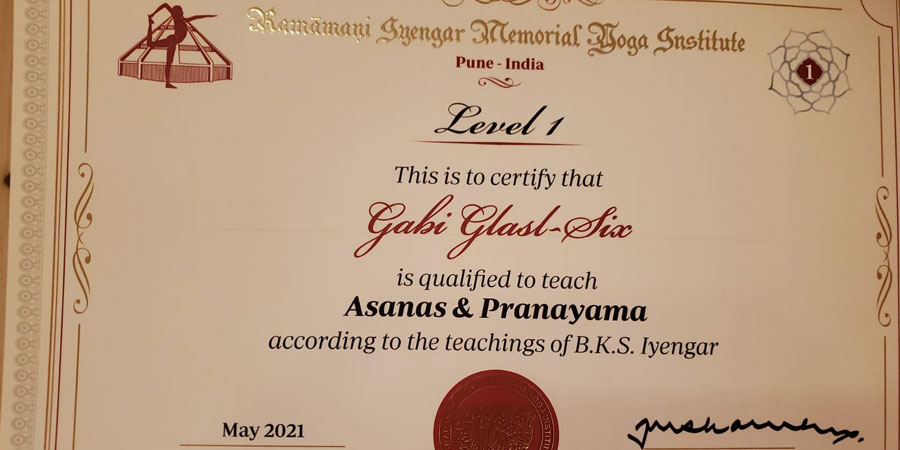 Ramāmaṇi Iyengar Memorial Yoga Institute
Pune - India
1
Level 1
This is to certify that
Gabi Glasl-Six
is qualified to teach
Asanas & Pranayama
according to the teachings of B.K.S. Iyengar
May 2021